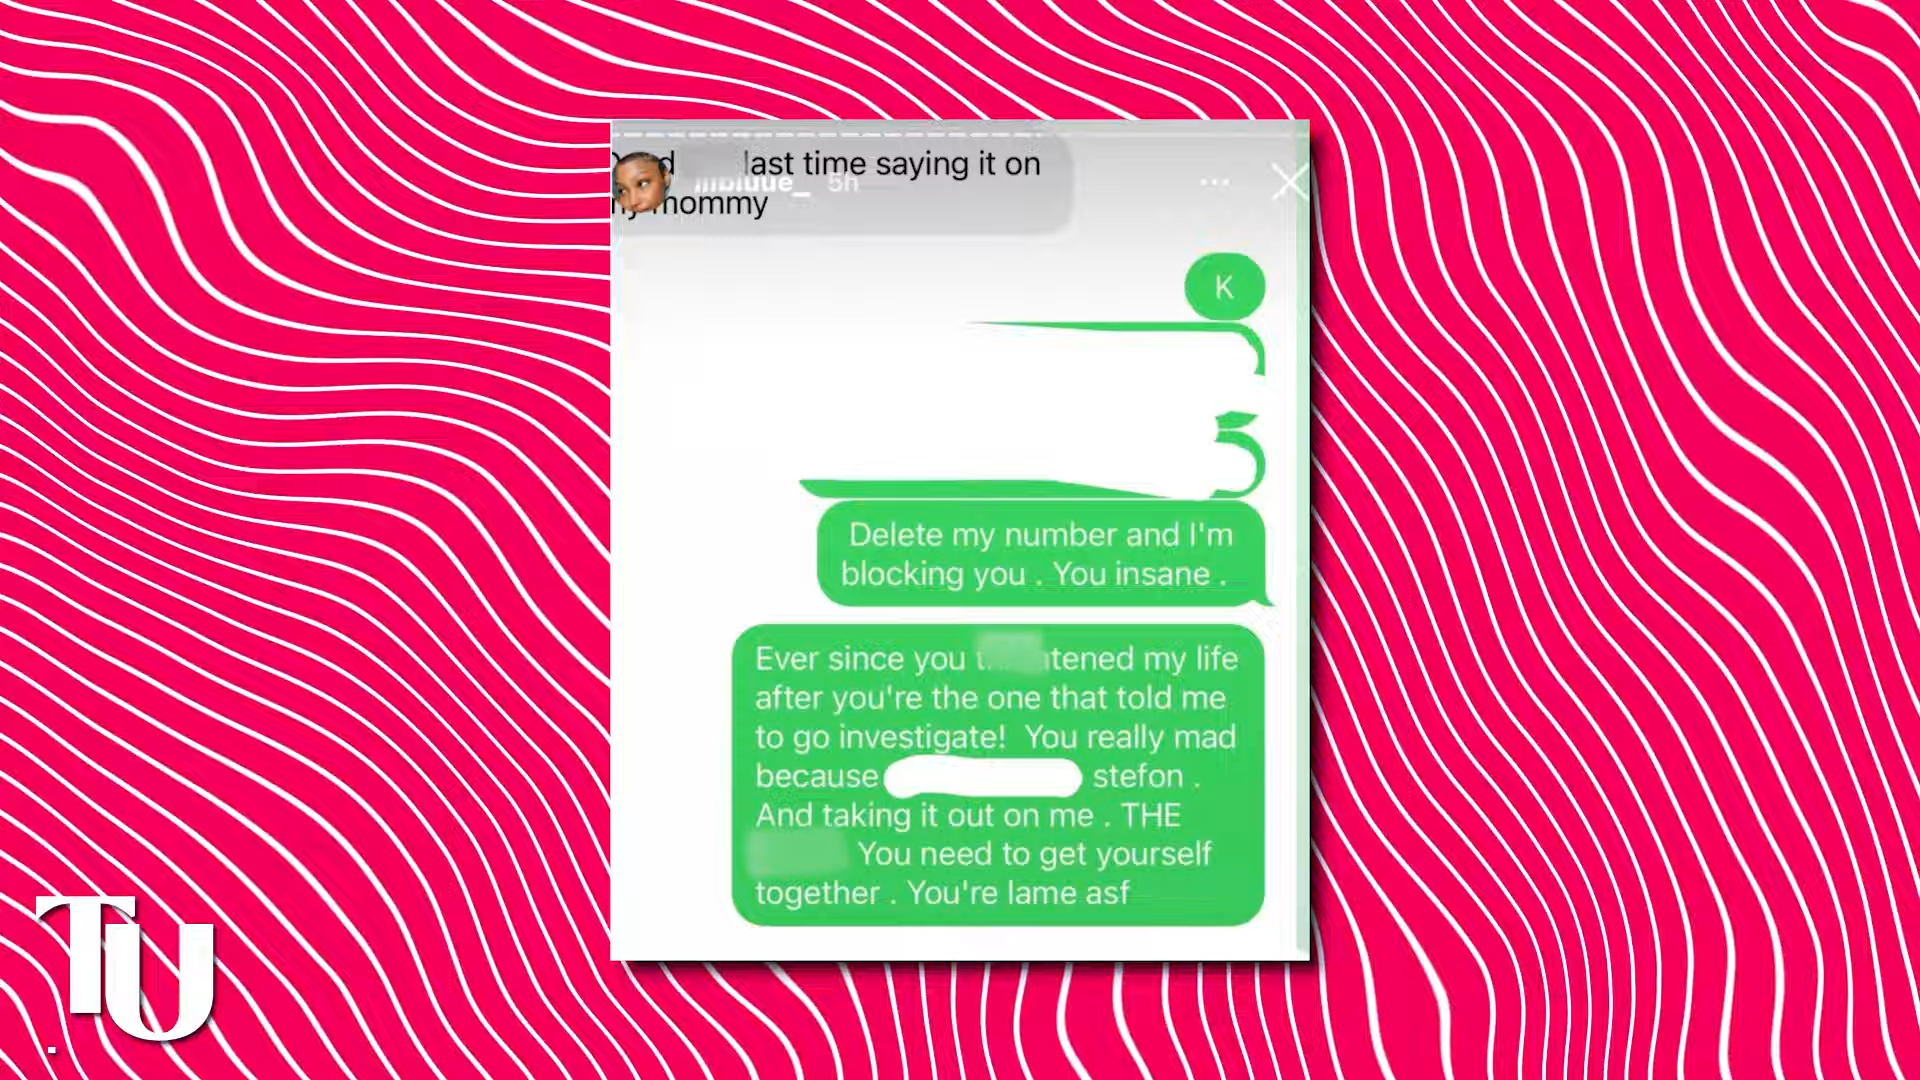 last time saying it on
mommy
5h
K
Delete my number and I'm
blocking you . You insane .
Ever since you my life
after you're the one that told me
to go investigate!  You really mad
because stefon .
And taking it out on me . THE
You need to get yourself
together . You're lame asf
TU